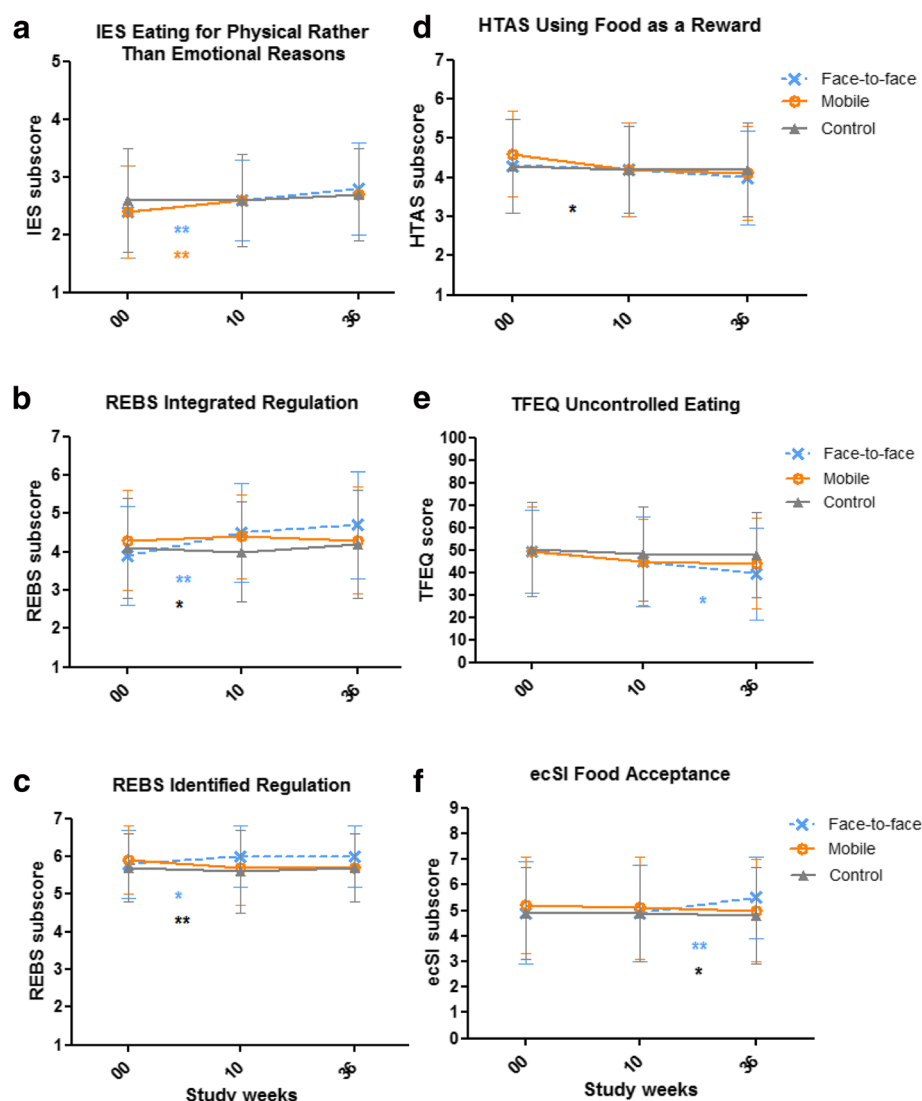 a
IES Eating for Physical Rather
Than Emotional Reasons
IES subscore
5
4
3
2
1
**
**
00
10
36
d
HTAS Using Food as a Reward
HTAS subscore
7
6
5
4
3
2
1
*
00
10
36
Face-to-face
Mobile
Control
b
REBS Integrated Regulation
REBS subscore
7
6
5
4
3
2
1
**
*
00
10
36
e
TFEQ Uncontrolled Eating
TFEQ score
100
90
80
70
60
50
40
30
20
10
0
*
00
10
36
Face-to-face
Mobile
Control
c
REBS Identified Regulation
REBS subscore
7
6
5
4
3
2
1
*
**
00
10
36
Study weeks
f
ecSI Food Acceptance
ecSI subscore
9
8
7
6
5
4
3
2
1
0
**
*
00
10
36
Study weeks
Face-to-face
Mobile
Control